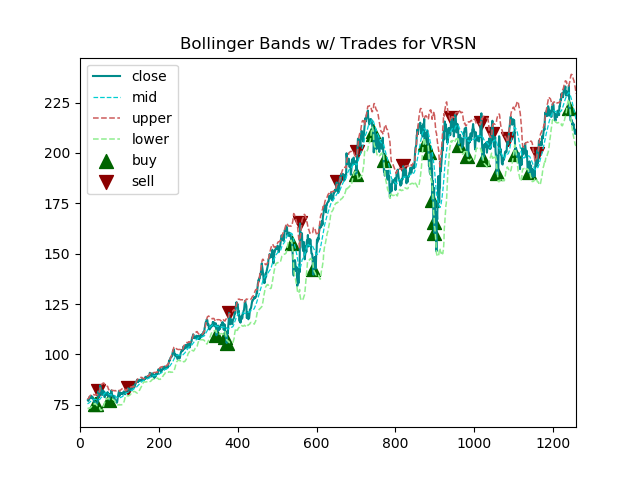 Bollinger Bands w/ Trades for VRSN
close
mid
upper
lower
buy
sell
225
200
175
150
125
100
75
0 200 400 600 800 1000 1200